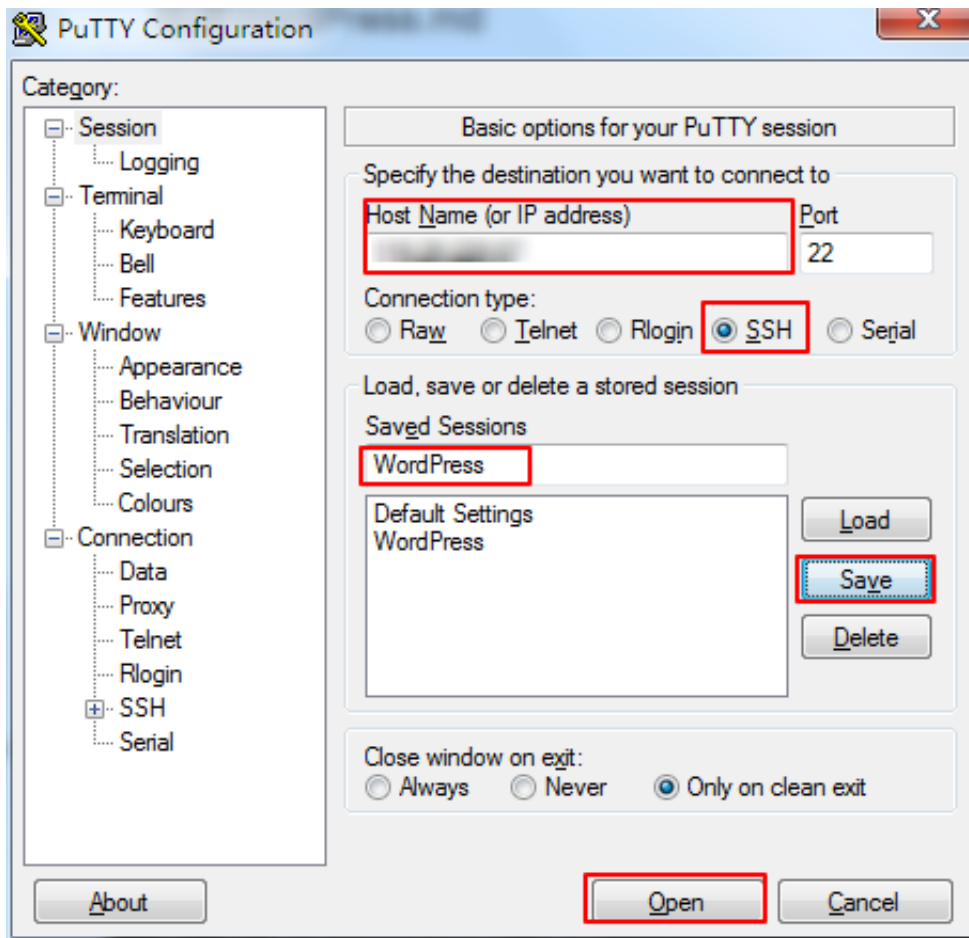 PuTTY Configuration
Category:
Session
Logging
Terminal
Keyboard
Bell
Features
Window
Appearance
Behaviour
Translation
Selection
Colours
Connection
Data
Proxy
Telnet
Rlogin
SSH
Serial
Basic options for your PuTTY session
Specify the destination you want to connect to
Host Name (or IP address) Port
22
Connection type:
Raw Telnet Rlogin SSH Serial
Load, save or delete a stored session
Saved Sessions
WordPress
Default Settings
WordPress
Load
Save
Delete
Close window on exit:
Always Never Only on clean exit
About Open Cancel